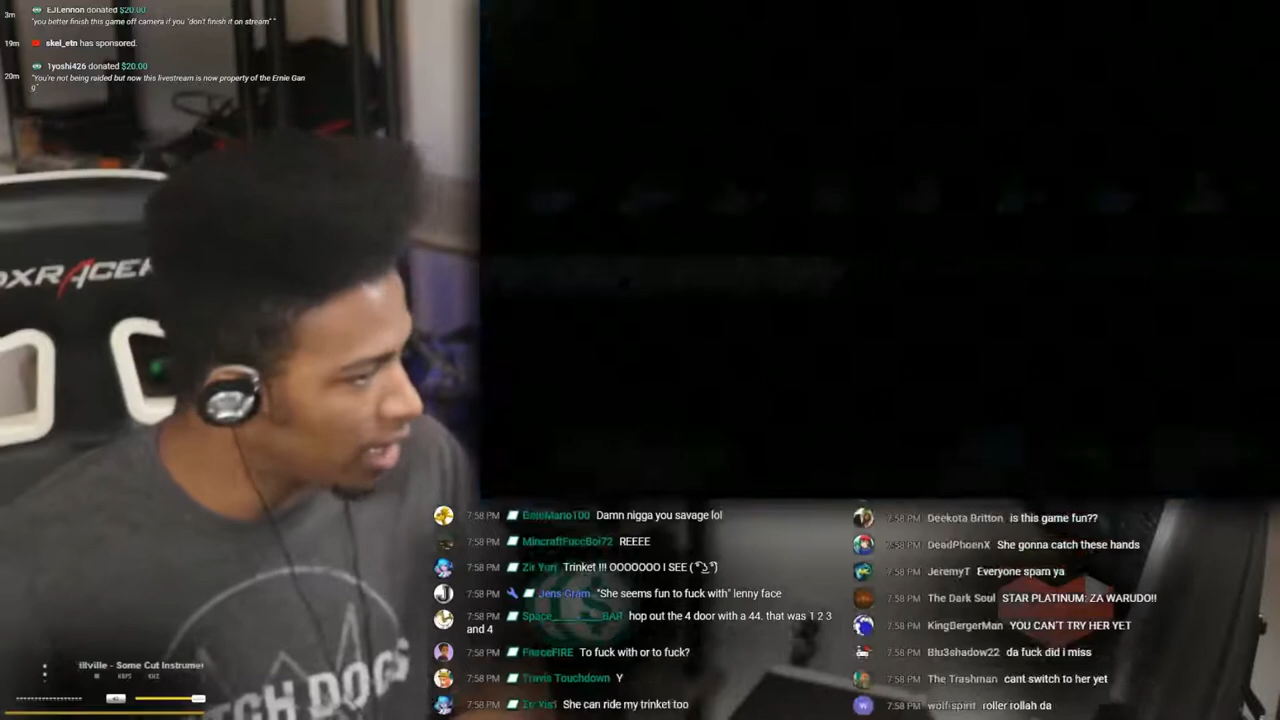 EJLennon donated $20.00
3m
"you better finish this game off camera if you "don't finish it on stream" "
19m skel_etn has sponsored.
1yoshi426 donated $20.00
20m
"You're not being raided but now this livestream is now property of the Ernie Gan
g"
DXRACER
7:58 PM Damn nigga you savage lol
7:58 PM MincraftFuccBoi72 REEEE
7:58 PM Zir Yun Trinket !!! OOOOOOO I SEE ( ͡° ͜ʖ ͡°)
7:58 PM Jens Gram "She seems fun to fuck with" lenny face
7:58 PM hop out the 4 door with a 44. that was 1 2 3
and 4
7:58 PM FierceFIRE To fuck with or to fuck?
7:58 PM Travis Touchdown Y
7:58 PM She can ride my trinket too
7:58 PM Deekota Britton is this game fun??
7:58 PM DeadPhoenX She gonna catch these hands
7:58 PM JeremyT Everyone spam ya
7:58 PM The Dark Soul STAR PLATINUM: ZA WARUDO!!
7:58 PM KingBergerMan YOU CAN'T TRY HER YET
7:58 PM Blu3shadow22 da fuck did i miss
7:58 PM The Trashman cant switch to her yet
7:58 PM wolf spirit roller rollah da
illville - Some Cut Instrumen
TECH DOGS